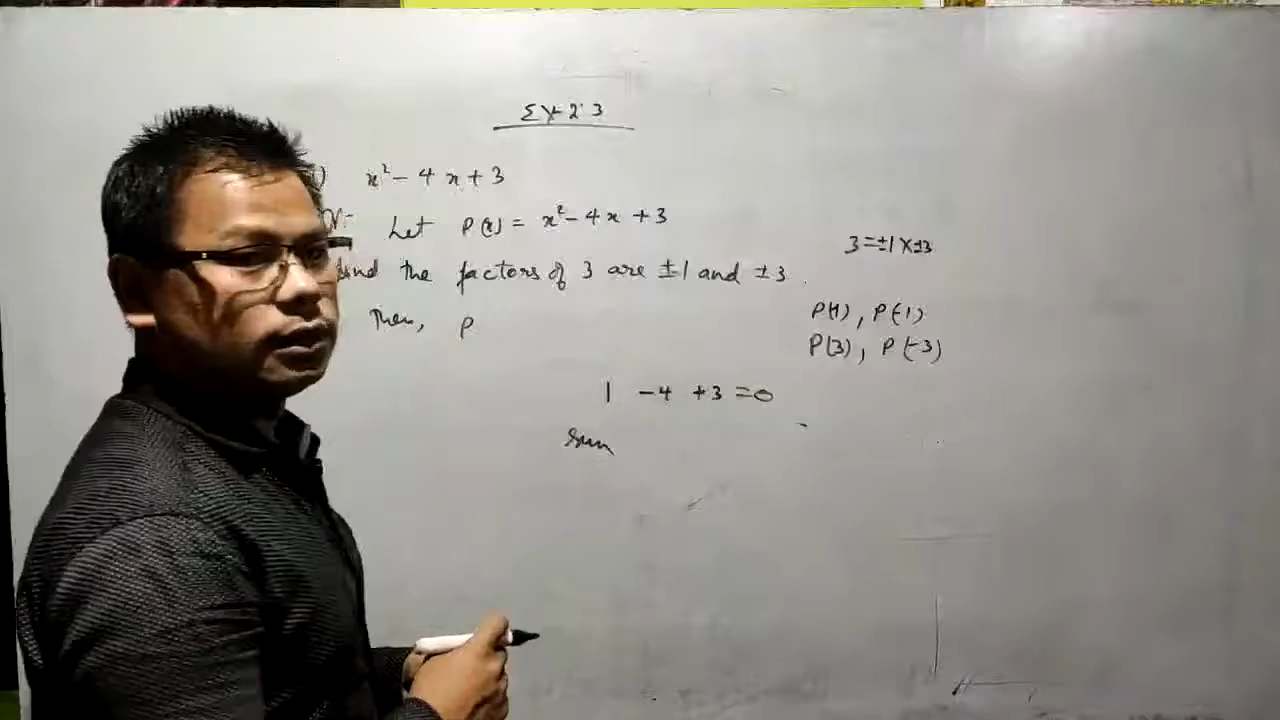 Ex 2.3
) x² - 4x + 3
Let P(x) = x² - 4x + 3
And the factors of 3 are ±1 and ±3.
Then, P
3 = ±1 × ±3
P(1), P(-1)
P(3), P(-3)
1 -4 +3 = 0
Sum